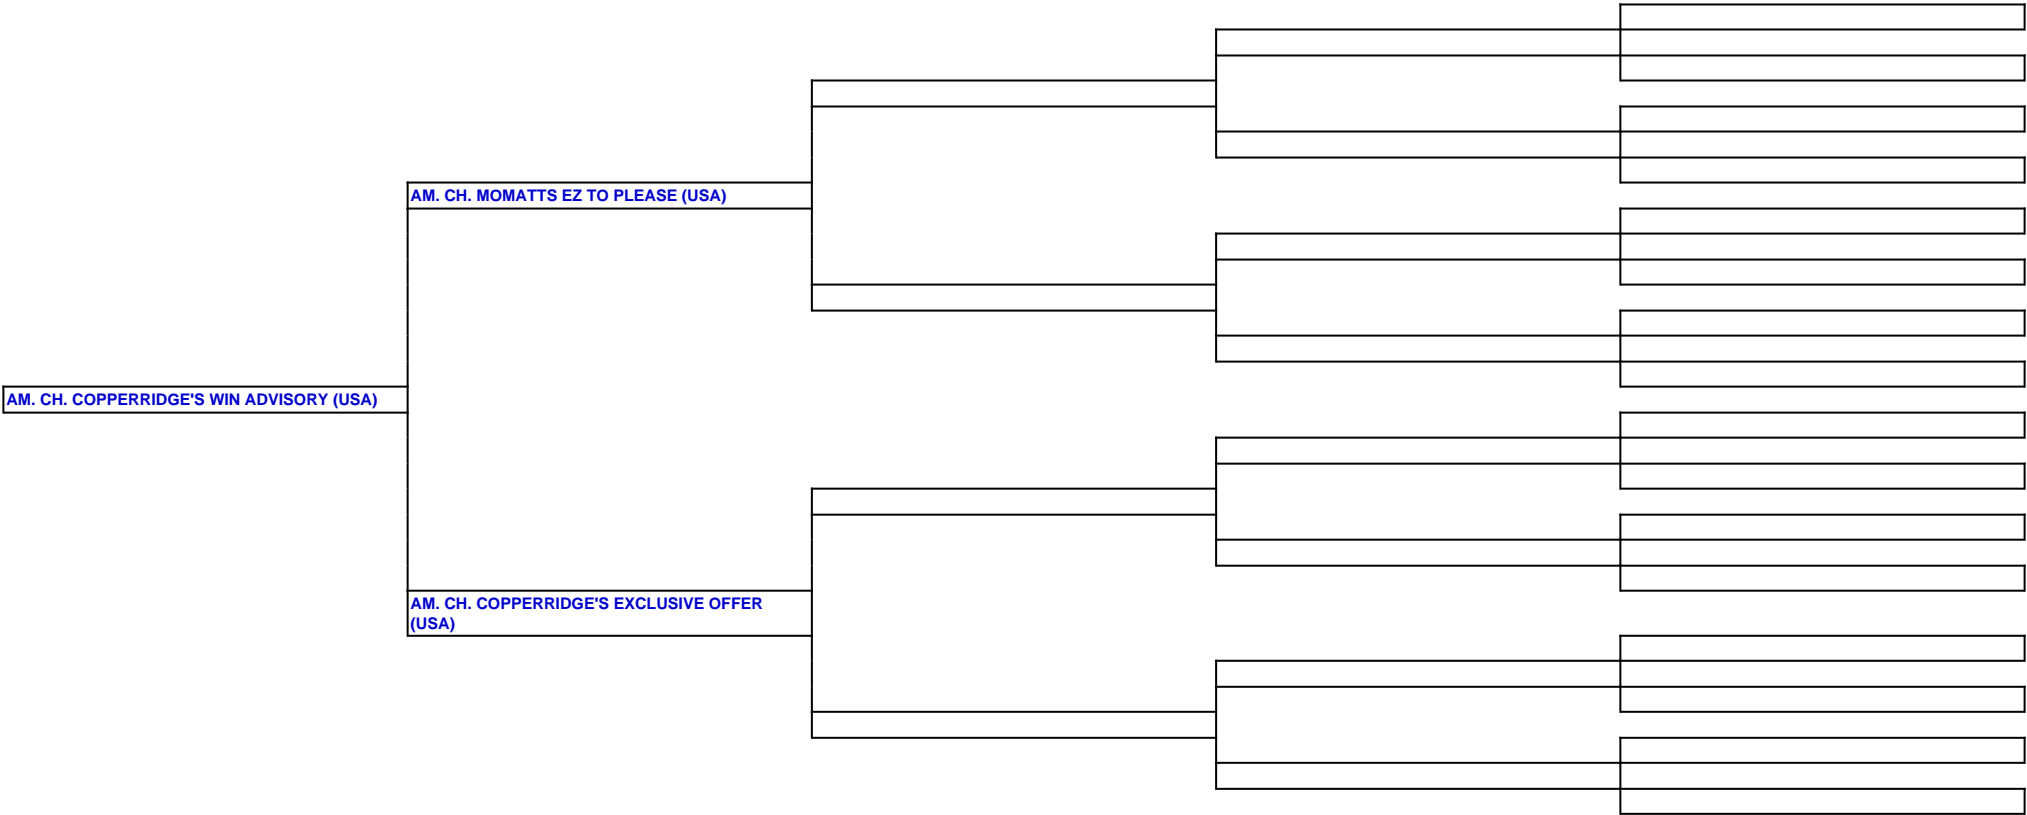 AM. CH. MOMATTS EZ TO PLEASE (USA)
AM. CH. COPPERRIDGE'S WIN ADVISORY (USA)
AM. CH. COPPERRIDGE'S EXCLUSIVE OFFER
(USA)